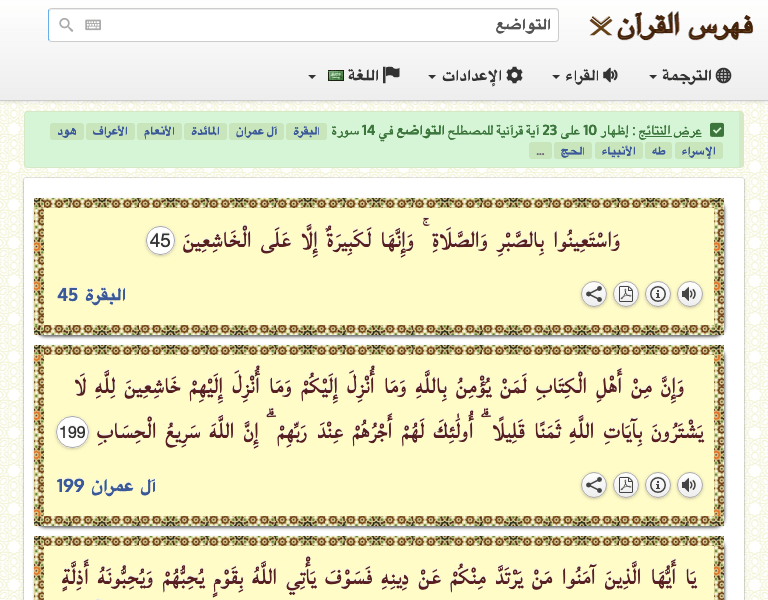 فهرس القرآن
التواضع
الترجمة
القراء
الإعدادات
اللغة
عرض النتائج : إظهار 10 على 23 آية قرآنية للمصطلح التواضع في 14 سورة البقرة آل عمران المائدة الأنعام الأعراف هود
الإسراء طه الأنبياء الحج ...
وَاسْتَعِينُوا بِالصَّبْرِ وَالصَّلَاةِ ۚ وَإِنَّهَا لَكَبِيرَةٌ إِلَّا عَلَى الْخَاشِعِينَ 45
البقرة 45
وَإِنَّ مِنْ أَهْلِ الْكِتَابِ لَمَنْ يُؤْمِنُ بِاللَّهِ وَمَا أُنْزِلَ إِلَيْكُمْ وَمَا أُنْزِلَ إِلَيْهِمْ خَاشِعِينَ لِلَّهِ لَا
يَشْتَرُونَ بِآيَاتِ اللَّهِ ثَمَنًا قَلِيلًا ۗ أُولَٰئِكَ لَهُمْ أَجْرُهُمْ عِنْدَ رَبِّهِمْ ۗ إِنَّ اللَّهَ سَرِيعُ الْحِسَابِ 199
آل عمران 199
يَا أَيُّهَا الَّذِينَ آمَنُوا مَنْ يَرْتَدَّ مِنْكُمْ عَنْ دِينِهِ فَسَوْفَ يَأْتِي اللَّهُ بِقَوْمٍ يُحِبُّهُمْ وَيُحِبُّونَهُ أَذِلَّةٍ